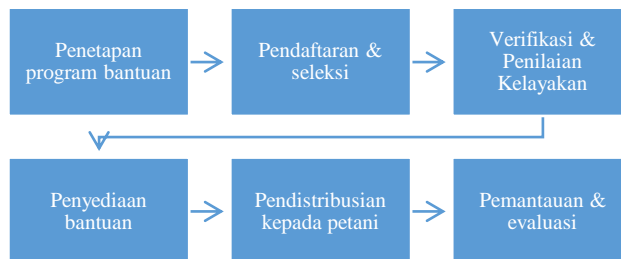 Penetapan
program bantuan
Pendaftaran &
seleksi
Verifikasi &
Penilaian
Kelayakan
Penyediaan
bantuan
Pendistribusian
kepada petani
Pemantauan &
evaluasi